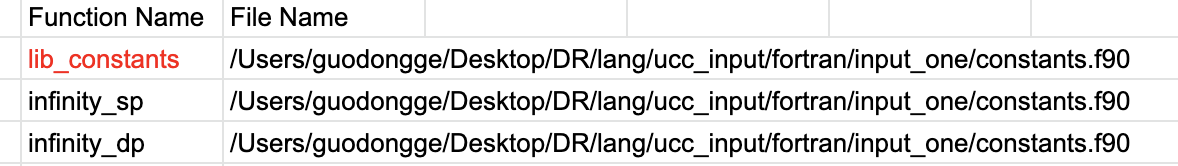 Function Name File Name
lib_constants /Users/guodongge/Desktop/DR/lang/ucc_input/fortran/input_one/constants.f90
infinity_sp /Users/guodongge/Desktop/DR/lang/ucc_input/fortran/input_one/constants.f90
infinity_dp /Users/guodongge/Desktop/DR/lang/ucc_input/fortran/input_one/constants.f90